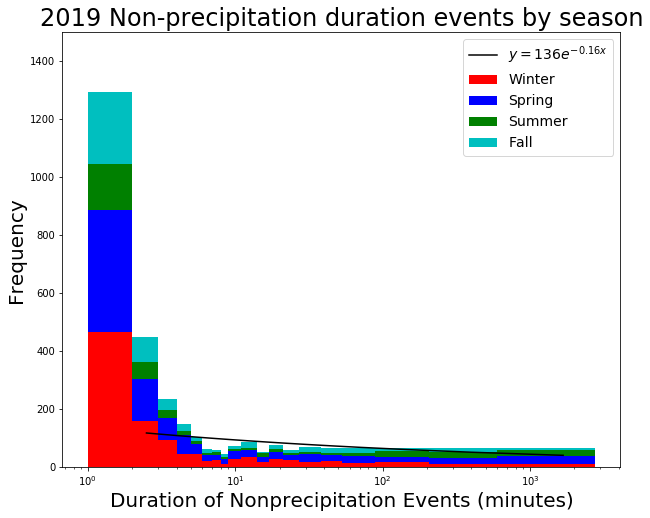 2019 Non-precipitation duration events by season
y = 136e^{-0.16x}
Winter
Spring
Summer
Fall
1400
1200
1000
800
600
400
200
0
Frequency
10^0 10^1 10^2 10^3
Duration of Nonprecipitation Events (minutes)